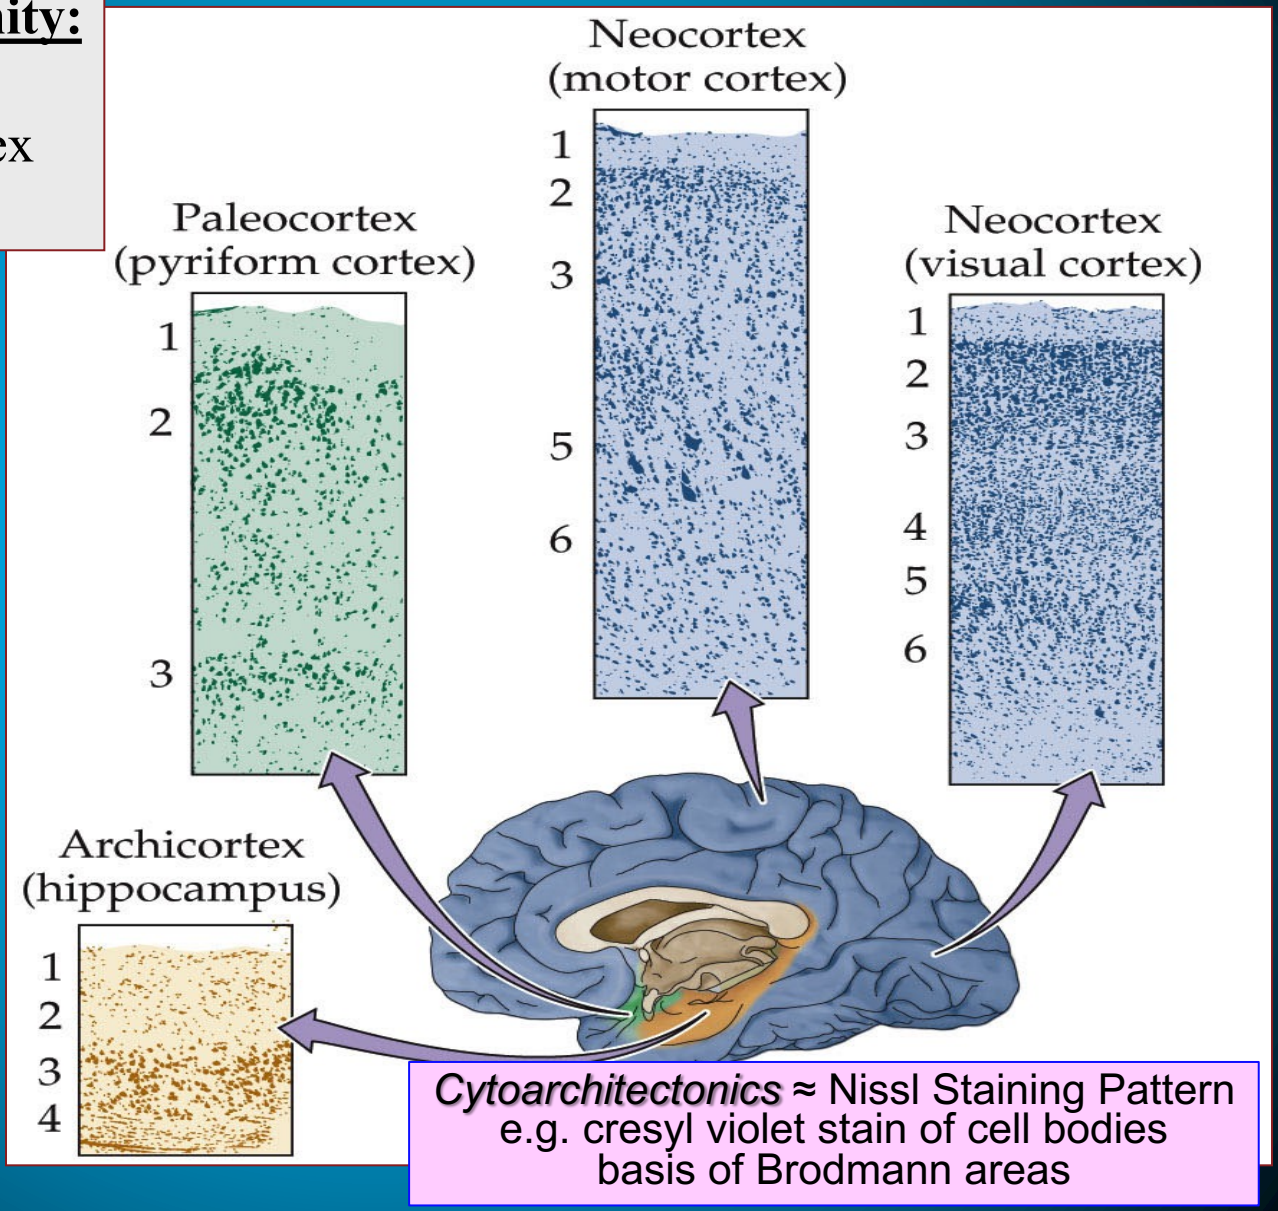 Neocortex
(motor cortex)
1
2
3
5
6
Paleocortex
(pyriform cortex)
1
2
3
Neocortex
(visual cortex)
1
2
3
4
5
6
Archicortex
(hippocampus)
1
2
3
4
Cytoarchitectonics ≈ Nissl Staining Pattern
e.g. cresyl violet stain of cell bodies
basis of Brodmann areas